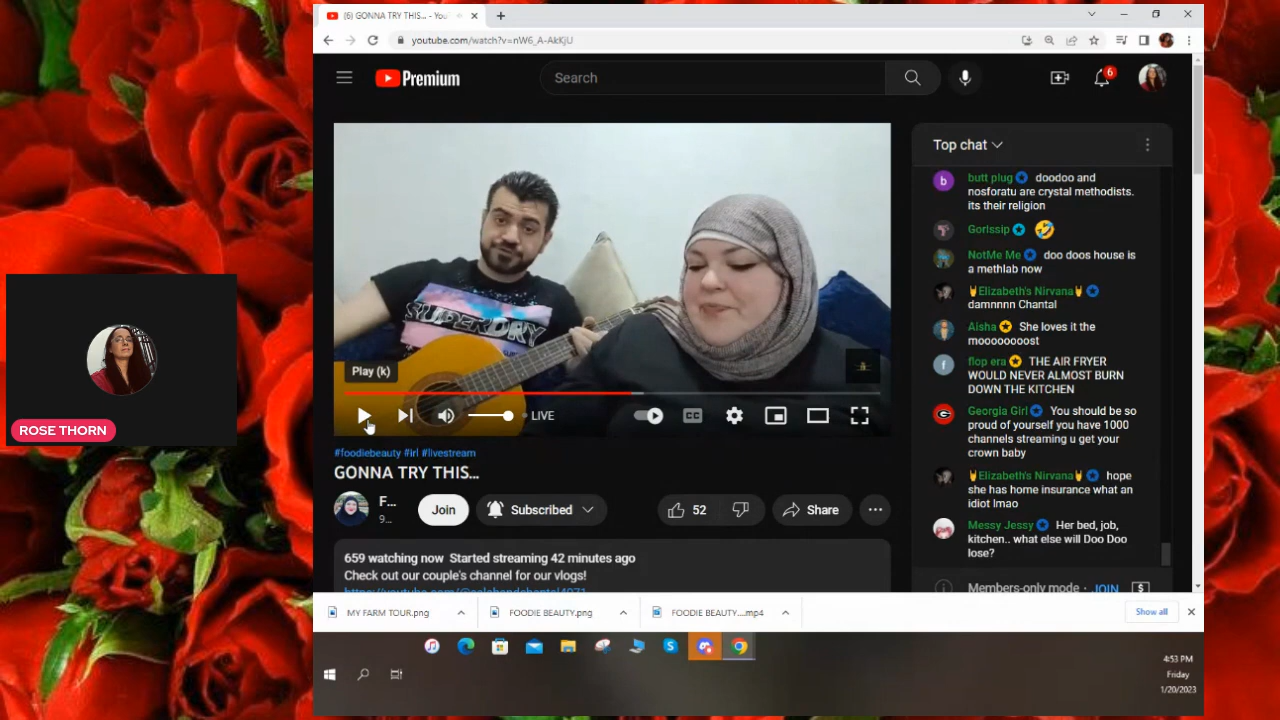 (6) GONNA TRY THIS... - You
youtube.com/watch?v=nW6_A-AkKjU
Premium
Search
6
SUPERDRY
Play (k)
LIVE
CC
#foodiebeauty #irl #livestream
GONNA TRY THIS...
F...
9...
Join
Subscribed
52
Share
659 watching now Started streaming 42 minutes ago
Check out our couple's channel for our vlogs!
Top chat
b
butt plug doodoo and
nosforatu are crystal methodists.
its their religion
Gorlssip
NotMe Me doo doos house is
a methlab now
Elizabeth's Nirvana
damnnnn Chantal
Aisha She loves it the
mooooooost
f
flop era THE AIR FRYER
WOULD NEVER ALMOST BURN
DOWN THE KITCHEN
Georgia Girl You should be so
proud of yourself you have 1000
channels streaming u get your
crown baby
Elizabeth's Nirvana hope
she has home insurance what an
idiot lmao
Messy Jessy Her bed, job,
kitchen.. what else will Doo Doo
lose?
Members-only mode · JOIN
ROSE THORN
MY FARM TOUR.png
FOODIE BEAUTY.png
FOODIE BEAUTY....mp4
Show all
4:53 PM
Friday
1/20/2023